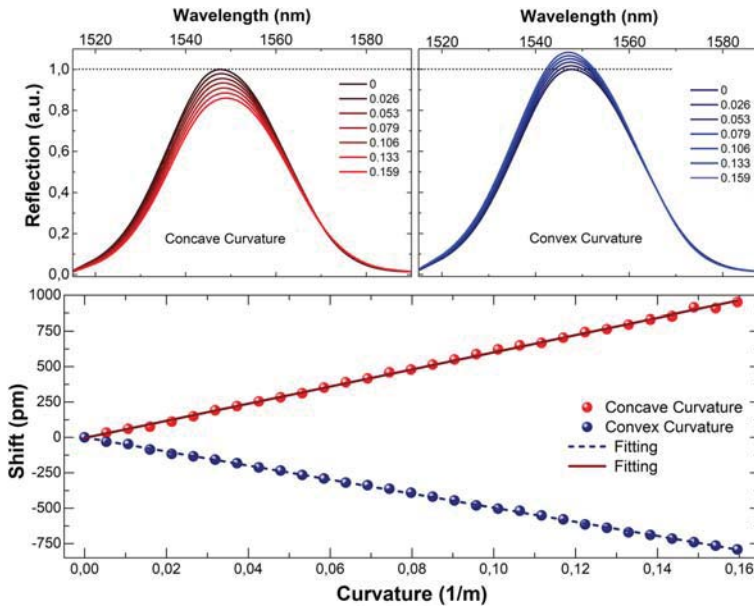 Wavelength (nm)
Wavelength (nm)
1520 1540 1560 1580
1520 1540 1560 1580
Reflection (a.u.)
1,0
0,8
0,6
0,4
0,2
0,0
0
0.026
0.053
0.079
0.106
0.133
0.159
Concave Curvature
0
0.026
0.053
0.079
0.106
0.133
0.159
Convex Curvature
Shift (pm)
1000
750
500
250
0
-250
-500
-750
Concave Curvature
Convex Curvature
Fitting
Fitting
0,00 0,02 0,04 0,06 0,08 0,10 0,12 0,14 0,16
Curvature (1/m)